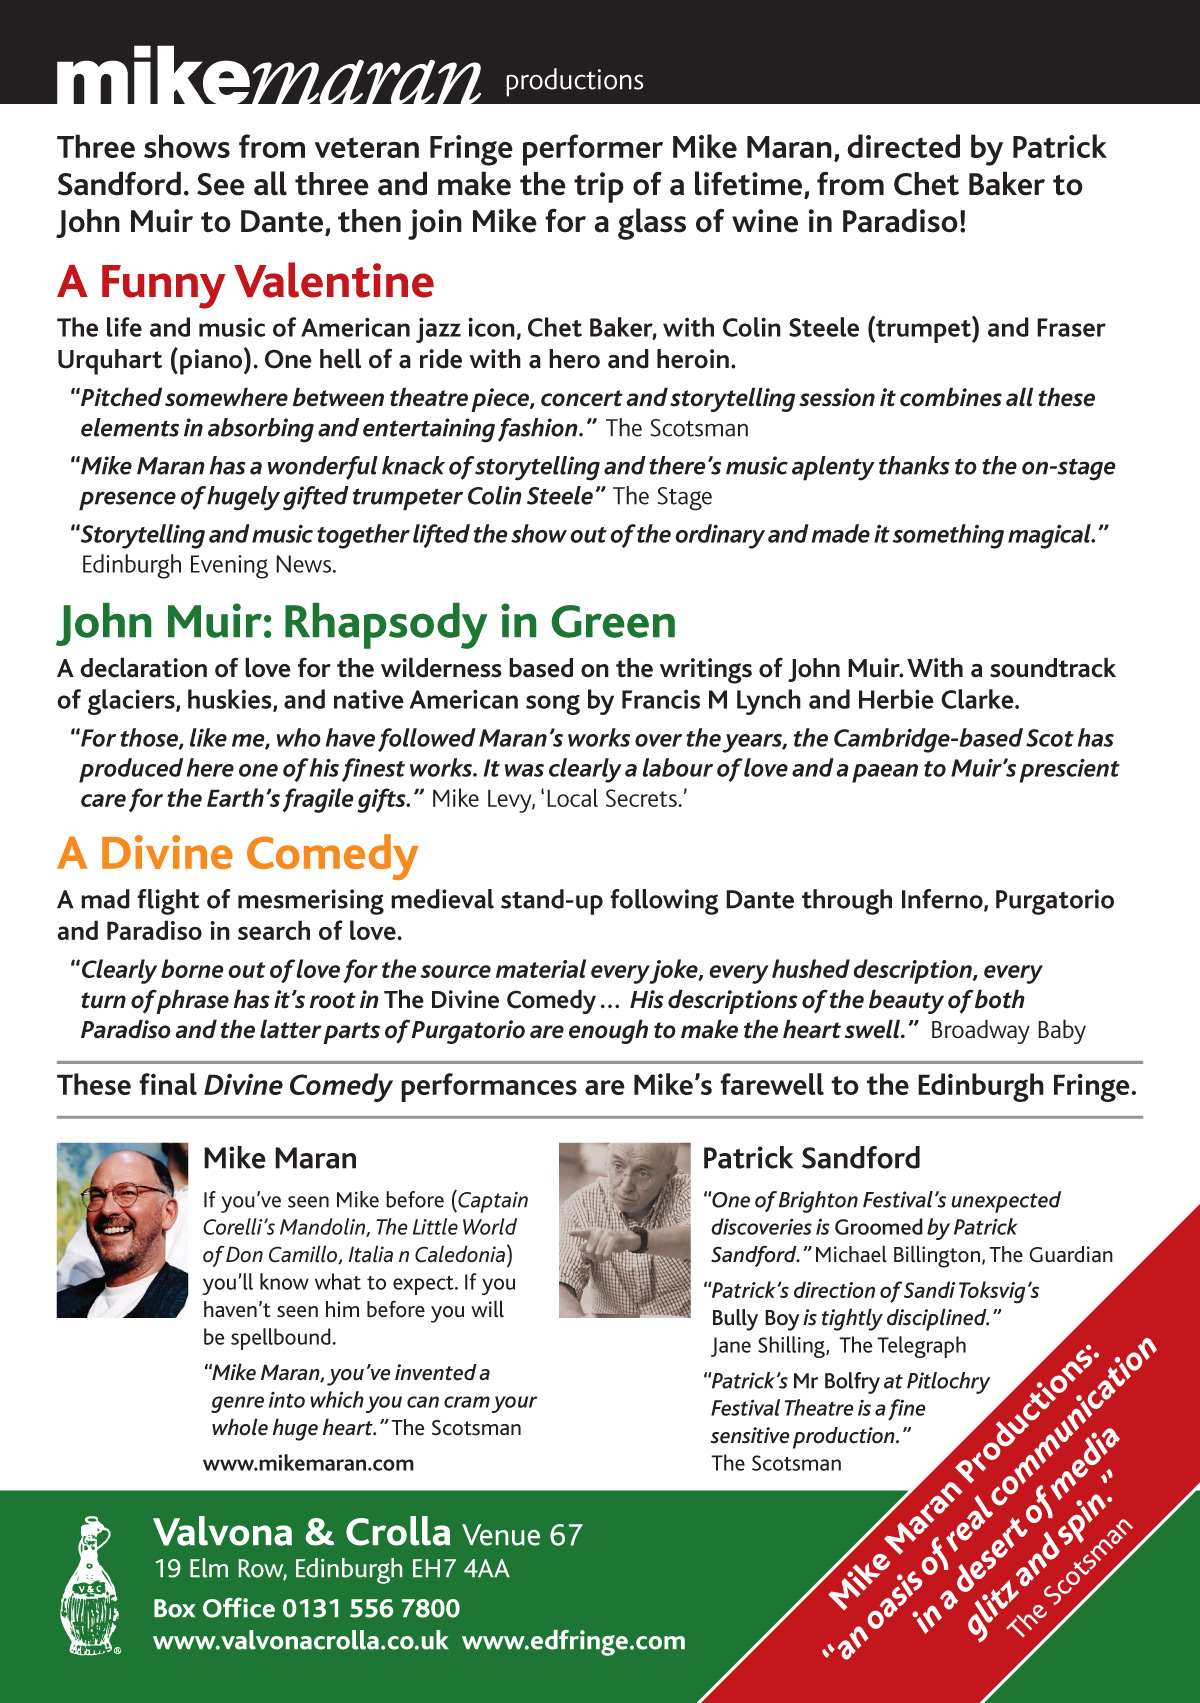 mikemaran productions
Three shows from veteran Fringe performer Mike Maran, directed by Patrick
Sandford. See all three and make the trip of a lifetime, from Chet Baker to
John Muir to Dante, then join Mike for a glass of wine in Paradiso!
A Funny Valentine
The life and music of American jazz icon, Chet Baker, with Colin Steele (trumpet) and Fraser
Urquhart (piano). One hell of a ride with a hero and heroin.
“Pitched somewhere between theatre piece, concert and storytelling session it combines all these
elements in absorbing and entertaining fashion.” The Scotsman
“Mike Maran has a wonderful knack of storytelling and there’s music aplenty thanks to the on-stage
presence of hugely gifted trumpeter Colin Steele” The Stage
“Storytelling and music together lifted the show out of the ordinary and made it something magical.”
Edinburgh Evening News.
John Muir: Rhapsody in Green
A declaration of love for the wilderness based on the writings of John Muir. With a soundtrack
of glaciers, huskies, and native American song by Francis M Lynch and Herbie Clarke.
“For those, like me, who have followed Maran’s works over the years, the Cambridge-based Scot has
produced here one of his finest works. It was clearly a labour of love and a paean to Muir’s prescient
care for the Earth’s fragile gifts.” Mike Levy, ‘Local Secrets.’
A Divine Comedy
A mad flight of mesmerising medieval stand-up following Dante through Inferno, Purgatorio
and Paradiso in search of love.
“Clearly borne out of love for the source material every joke, every hushed description, every
turn of phrase has it’s root in The Divine Comedy... His descriptions of the beauty of both
Paradiso and the latter parts of Purgatorio are enough to make the heart swell.” Broadway Baby
These final Divine Comedy performances are Mike’s farewell to the Edinburgh Fringe.
Mike Maran
If you’ve seen Mike before (Captain
Corelli’s Mandolin, The Little World
of Don Camillo, Italia n Caledonia)
you’ll know what to expect. If you
haven’t seen him before you will
be spellbound.
“Mike Maran, you’ve invented a
genre into which you can cram your
whole huge heart.” The Scotsman
www.mikemaran.com
Patrick Sandford
“One of Brighton Festival’s unexpected
discoveries is Groomed by Patrick
Sandford.” Michael Billington, The Guardian
“Patrick’s direction of Sandi Toksvig’s
Bully Boy is tightly disciplined.”
Jane Shilling, The Telegraph
“Patrick’s Mr Bolfry at Pitlochry
Festival Theatre is a fine
sensitive production.”
The Scotsman
Mike Maran Productions:
“an oasis of real communication
in a desert of media
glitz and spin.”
The Scotsman
V & C
®
Valvona & Crolla Venue 67
19 Elm Row, Edinburgh EH7 4AA
Box Office 0131 556 7800
www.valvonacrolla.co.uk www.edfringe.com